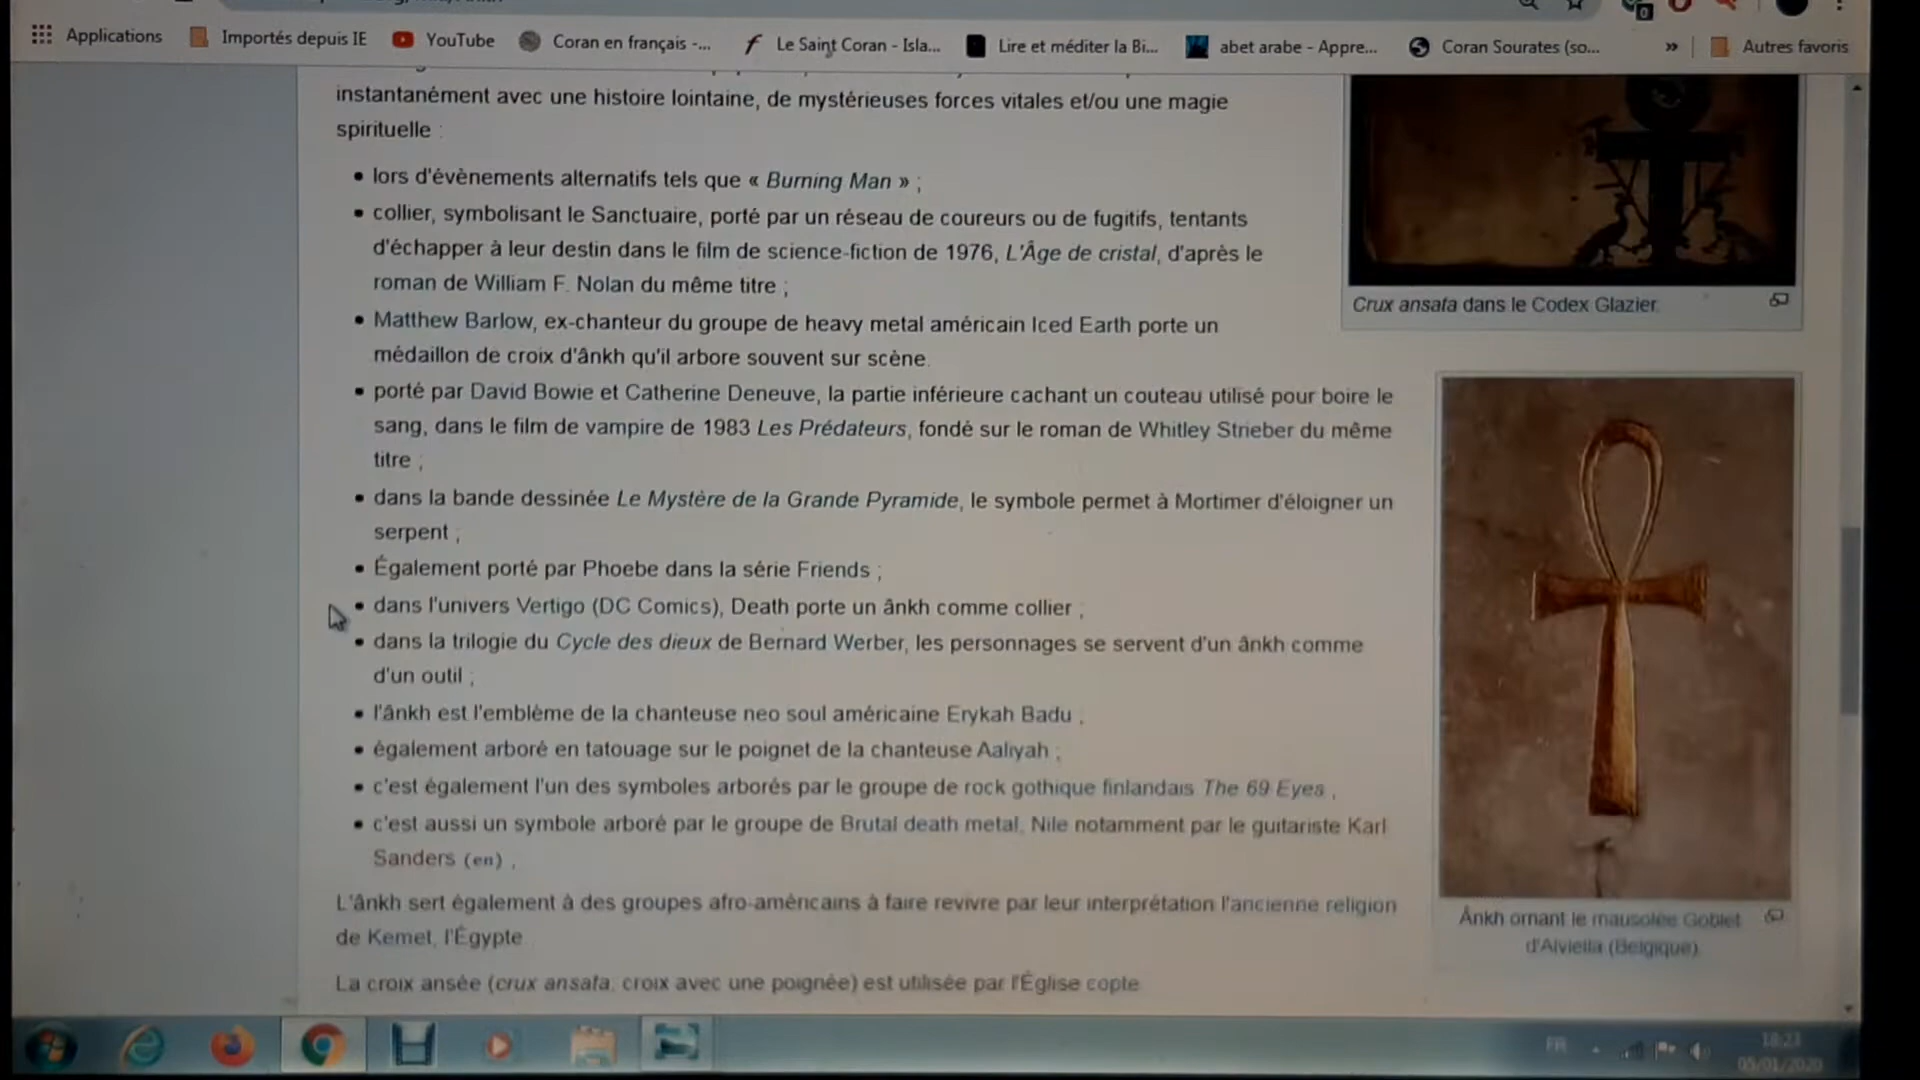 Applications
Importés depuis IE
YouTube
Coran en français -...
Le Saint Coran - Isla...
Lire et méditer la Bi...
abet arabe - Appre...
Coran Sourates (so...
»
Autres favoris
0
instantanément avec une histoire lointaine, de mystérieuses forces vitales et/ou une magie
spirituelle :
• lors d'évènements alternatifs tels que « Burning Man » ;
• collier, symbolisant le Sanctuaire, porté par un réseau de coureurs ou de fugitifs, tentants
d'échapper à leur destin dans le film de science-fiction de 1976, L'Âge de cristal, d'après le
roman de William F. Nolan du même titre ;
• Matthew Barlow, ex-chanteur du groupe de heavy metal américain Iced Earth porte un
médaillon de croix d'ânkh qu'il arbore souvent sur scène.
• porté par David Bowie et Catherine Deneuve, la partie inférieure cachant un couteau utilisé pour boire le
sang, dans le film de vampire de 1983 Les Prédateurs, fondé sur le roman de Whitley Strieber du même
titre ;
• dans la bande dessinée Le Mystère de la Grande Pyramide, le symbole permet à Mortimer d'éloigner un
serpent ;
• Également porté par Phoebe dans la série Friends ;
• dans l'univers Vertigo (DC Comics), Death porte un ânkh comme collier ;
• dans la trilogie du Cycle des dieux de Bernard Werber, les personnages se servent d'un ânkh comme
d'un outil ;
• l'ânkh est l'emblème de la chanteuse neo soul américaine Erykah Badu ;
• également arboré en tatouage sur le poignet de la chanteuse Aaliyah ;
• c'est également l'un des symboles arborés par le groupe de rock gothique finlandais The 69 Eyes ;
• c'est aussi un symbole arboré par le groupe de Brutal death metal, Nile notamment par le guitariste Karl
Sanders (en) ;
L'ânkh sert également à des groupes afro-américains à faire revivre par leur interprétation l'ancienne religion
de Kemet, l'Égypte.
La croix ansée (crux ansata, croix avec une poignée) est utilisée par l'Église copte
Crux ansata dans le Codex Glazier.
Ânkh ornant le mausolée Goblet
d'Alviella (Belgique).
FR
18:23
05/01/2020